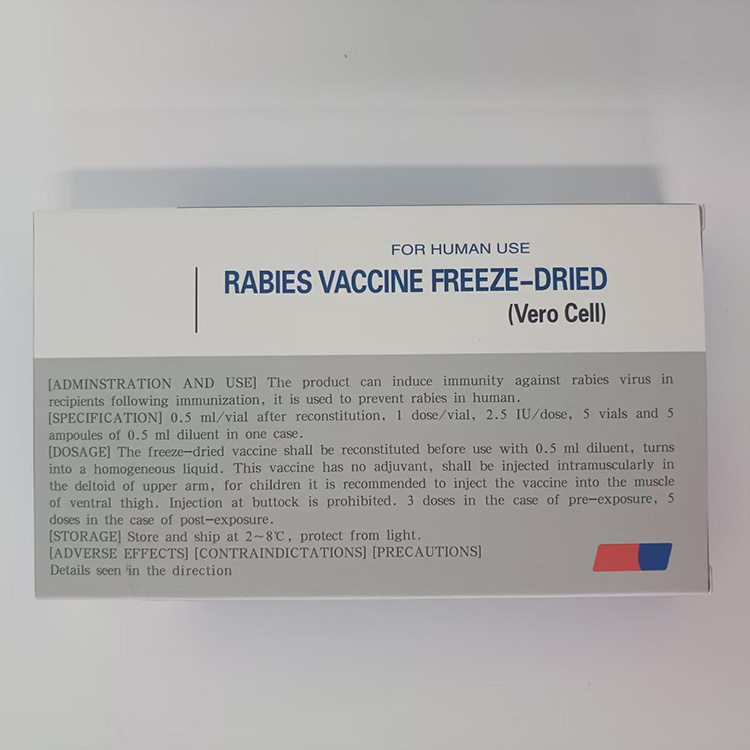 FOR HUMAN USE
RABIES VACCINE FREEZE-DRIED
(Vero Cell)
[ADMINSTRATION AND USE] The product can induce immunity against rabies virus in
recipients following immunization, it is used to prevent rabies in human.
[SPECIFICATION] 0.5 ml/vial after reconstitution, 1 dose/vial, 2.5 IU/dose, 5 vials and 5
ampoules of 0.5 ml diluent in one case.
[DOSAGE] The freeze-dried vaccine shall be reconstituted before use with 0.5 ml diluent, turns
into a homogeneous liquid. This vaccine has no adjuvant, shall be injected intramuscularly in
the deltoid of upper arm, for children it is recommended to inject the vaccine into the muscle
of ventral thigh. Injection at buttock is prohibited. 3 doses in the case of pre-exposure, 5
doses in the case of post-exposure.
[STORAGE] Store and ship at 2~8℃, protect from light.
[ADVERSE EFFECTS] [CONTRAINDICTATIONS] [PRECAUTIONS]
Details seen in the direction